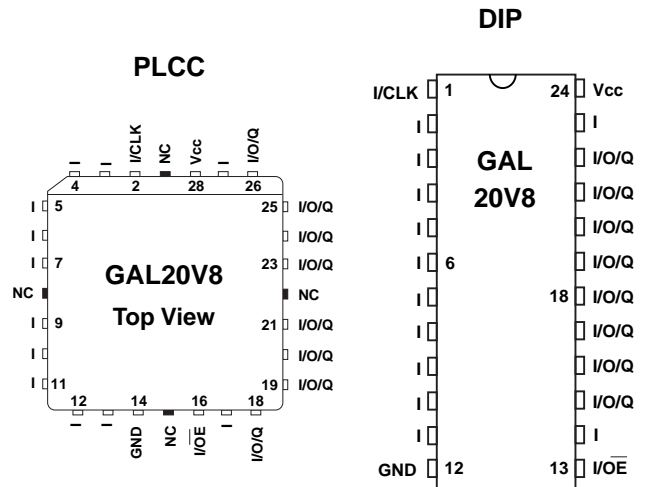 DIP
PLCC
I I I/CLK NC Vcc I I/O/Q
4 2 28 26
I 5 25 I/O/Q
I I/O/Q
I 7 23 I/O/Q
NC NC
I 9 21 I/O/Q
I I/O/Q
I 11 19 I/O/Q
GAL20V8
Top View
12 14 16 18
I I GND NC I/O̅E̅ I I/O/Q
I/CLK 1 24 Vcc
I I
I I/O/Q
I I/O/Q
I I/O/Q
I 6 I/O/Q
I 18 I/O/Q
I I/O/Q
I I/O/Q
I I/O/Q
I I
GND 12 13 I/O̅E̅
GAL
20V8